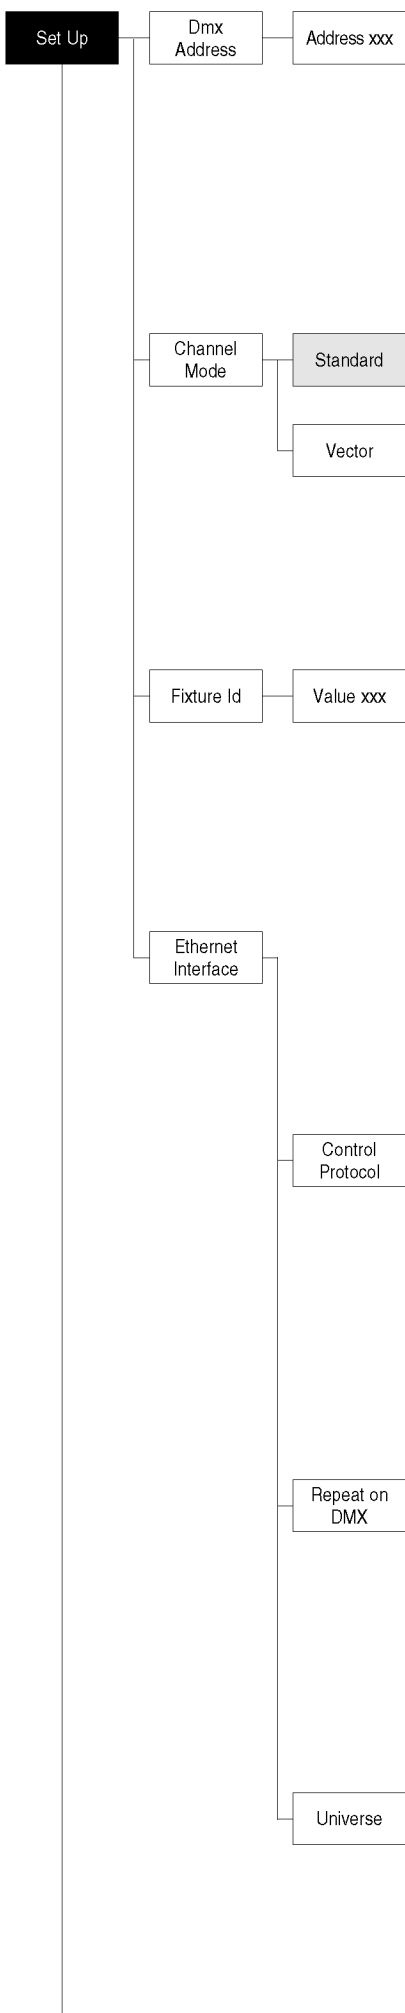 Set Up
Dmx
Address
Address xxx
Channel
Mode
Standard
Vector
Fixture Id
Value xxx
Ethernet
Interface
Control
Protocol
Repeat on
DMX
Universe